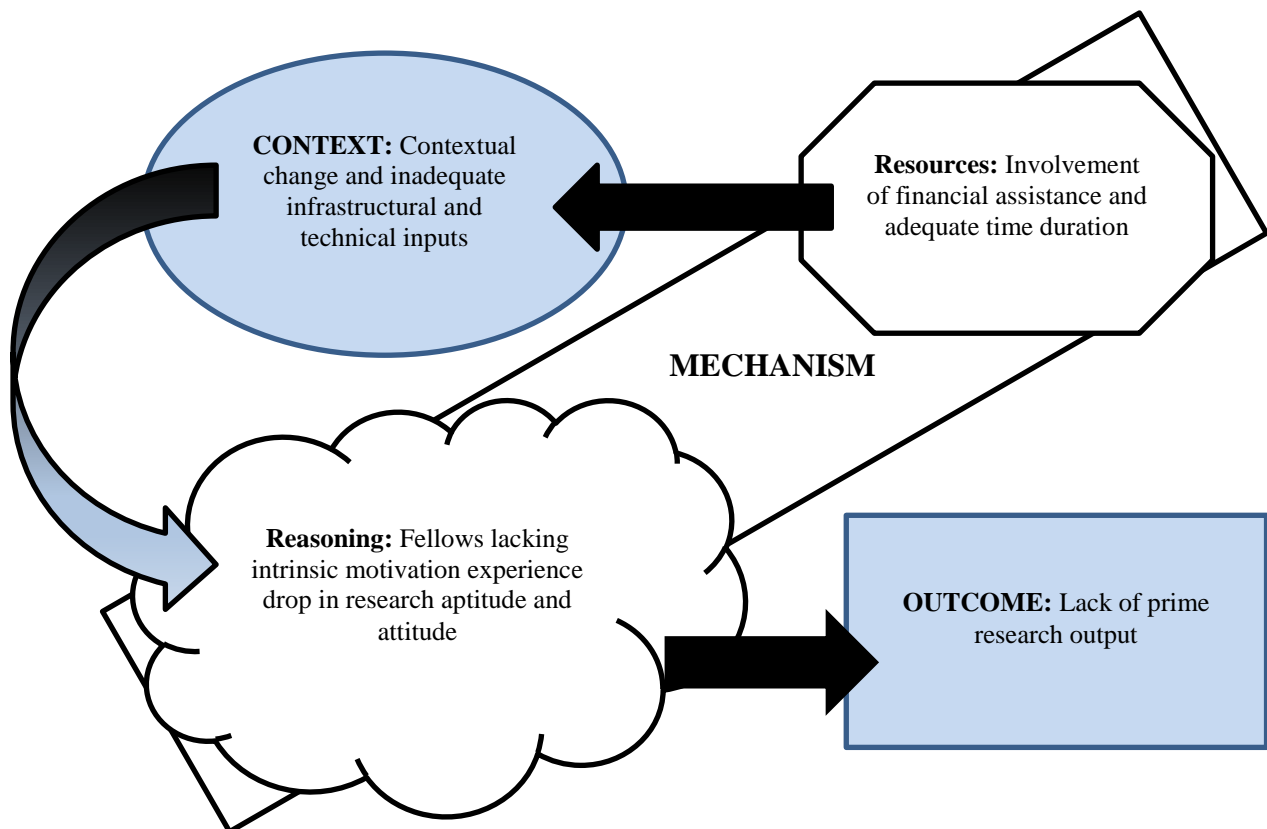 CONTEXT: Contextual
change and inadequate
infrastructural and
technical inputs
Resources: Involvement
of financial assistance and
adequate time duration
MECHANISM
Reasoning: Fellows lacking
intrinsic motivation experience
drop in research aptitude and
attitude
OUTCOME: Lack of prime
research output